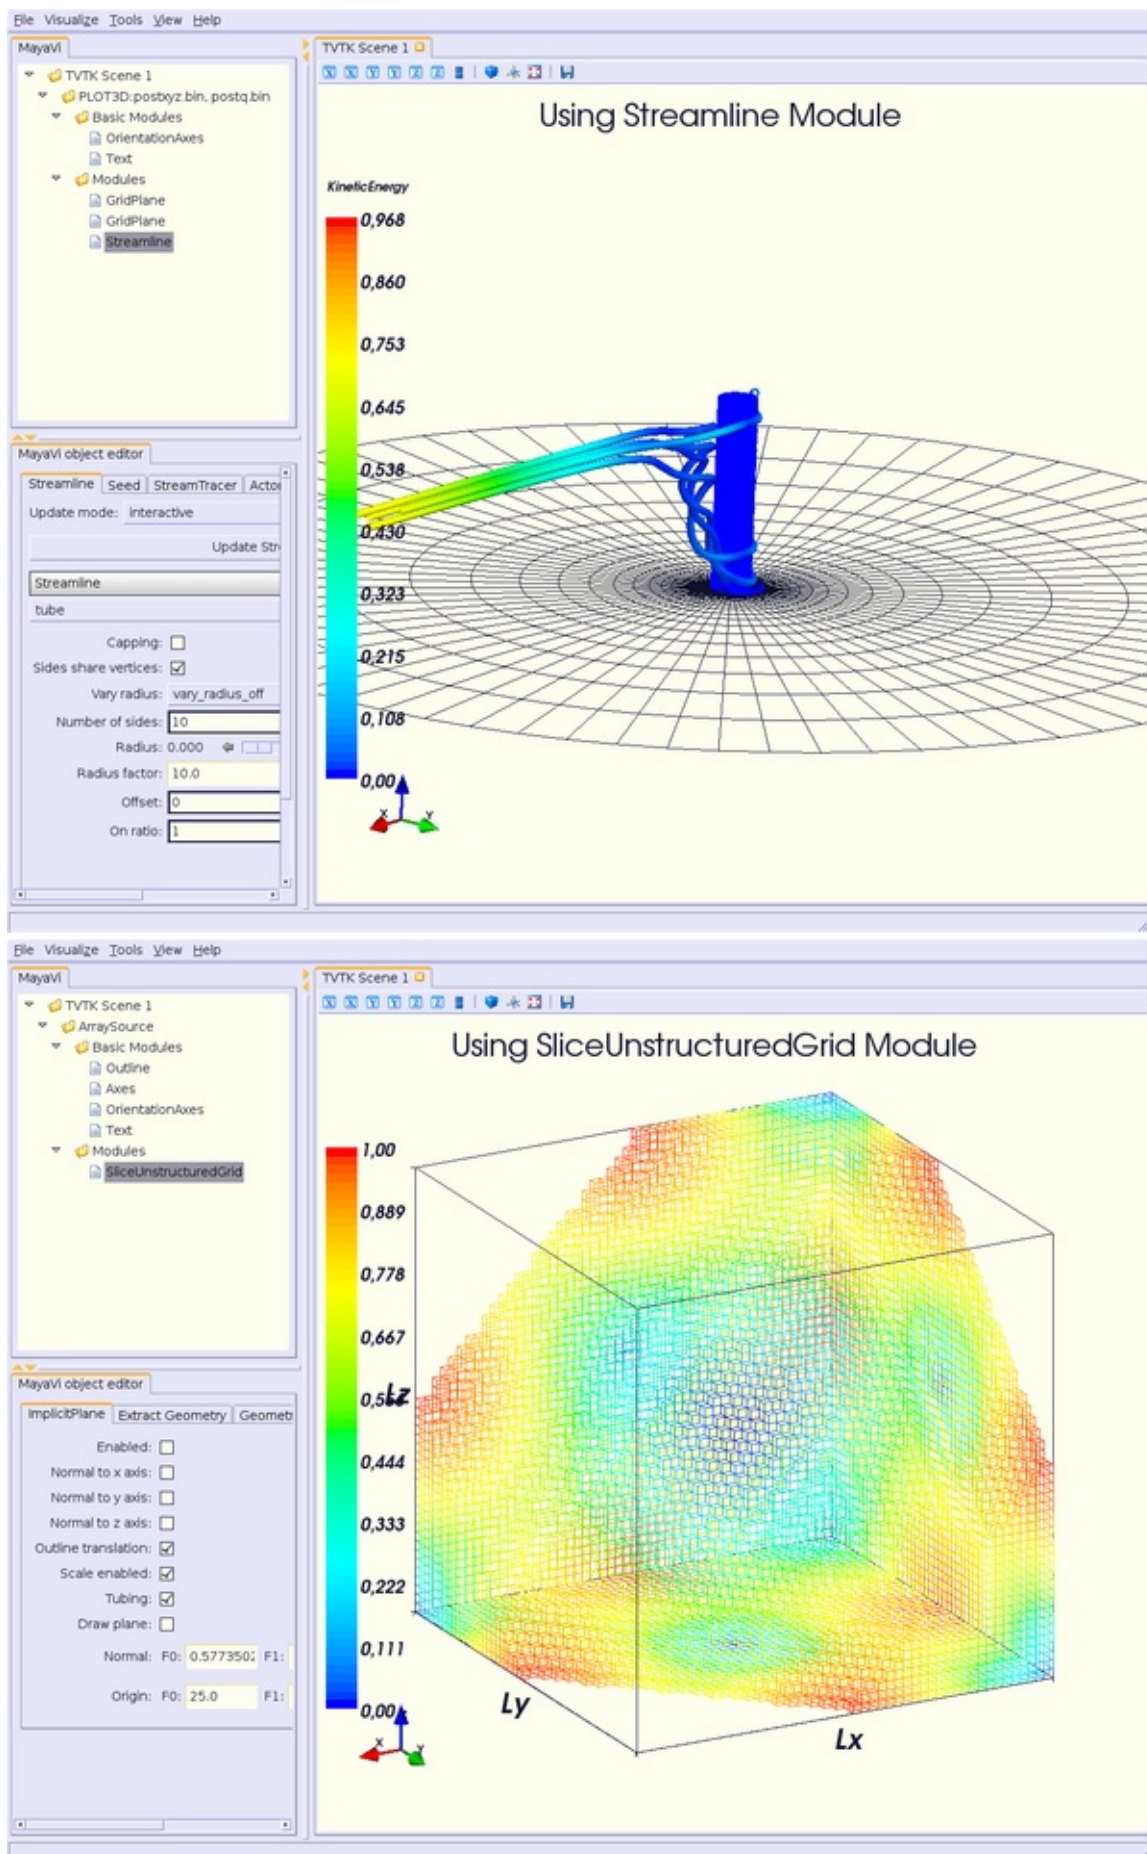 File Visualize Tools View Help
MayaVi
TVTK Scene 1
PLOT3D:postxyz.bin, postq.bin
Basic Modules
OrientationAxes
Text
Modules
GridPlane
GridPlane
Streamline
MayaVi object editor
Streamline Seed StreamTracer Acto
Update mode: interactive
Update Str
Streamline
tube
Capping:
Sides share vertices:
Vary radius: vary_radius_off
Number of sides: 10
Radius: 0.000
Radius factor: 10.0
Offset: 0
On ratio: 1
TVTK Scene 1
Using Streamline Module
KineticEnergy
0,968
0,860
0,753
0,645
0,538
0,430
0,323
0,215
0,108
0,00
X Y
File Visualize Tools View Help
MayaVi
TVTK Scene 1
ArraySource
Basic Modules
Outline
Axes
OrientationAxes
Text
Modules
SliceUnstructuredGrid
MayaVi object editor
ImplicitPlane Extract Geometry Geometr
Enabled:
Normal to x axis:
Normal to y axis:
Normal to z axis:
Outline translation:
Scale enabled:
Tubing:
Draw plane:
Normal: F0: 0.5773502 F1:
Origin: F0: 25.0 F1:
TVTK Scene 1
Using SliceUnstructuredGrid Module
1,00
0,889
0,778
0,667
Lz
0,444
0,333
0,222
0,111
0,00
X Y
Ly
Lx